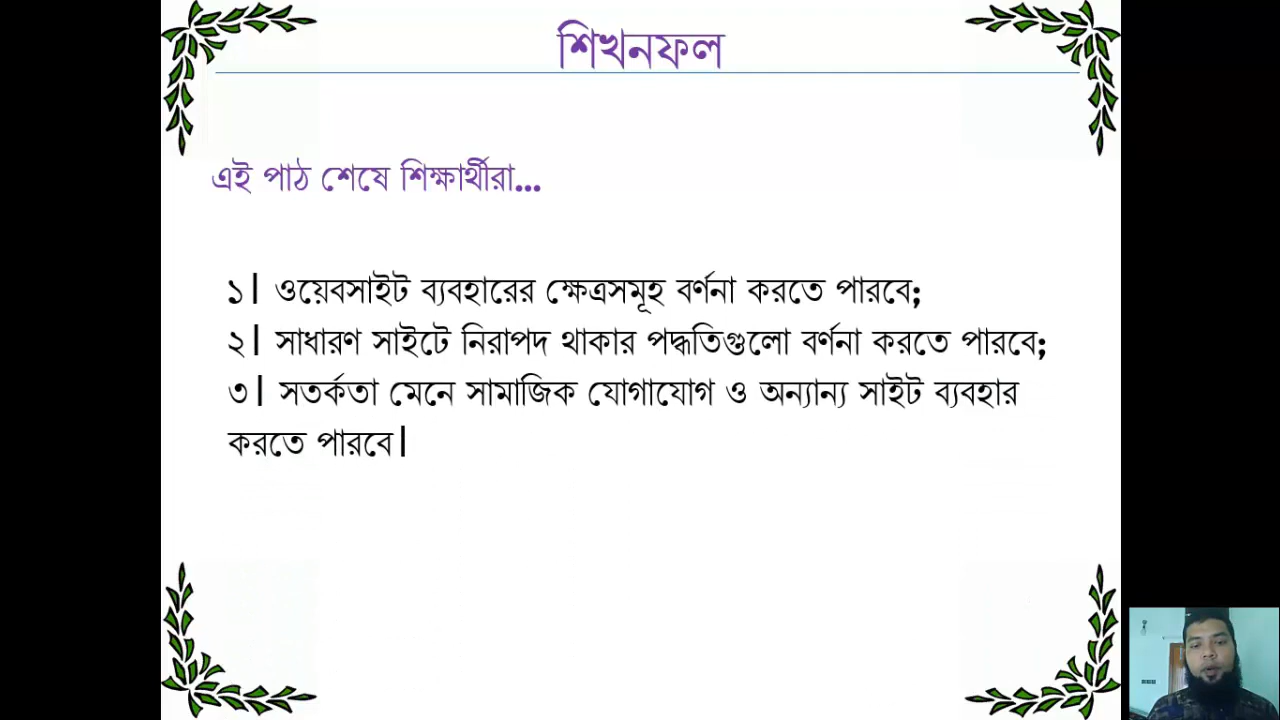 শিখনফল
এই পাঠ শেষে শিক্ষার্থীরা...
১। ওয়েবসাইট ব্যবহারের ক্ষেত্রসমূহ বর্ণনা করতে পারবে;
২। সাধারণ সাইটে নিরাপদ থাকার পদ্ধতিগুলো বর্ণনা করতে পারবে;
৩। সতর্কতা মেনে সামাজিক যোগাযোগ ও অন্যান্য সাইট ব্যবহার
করতে পারবে।